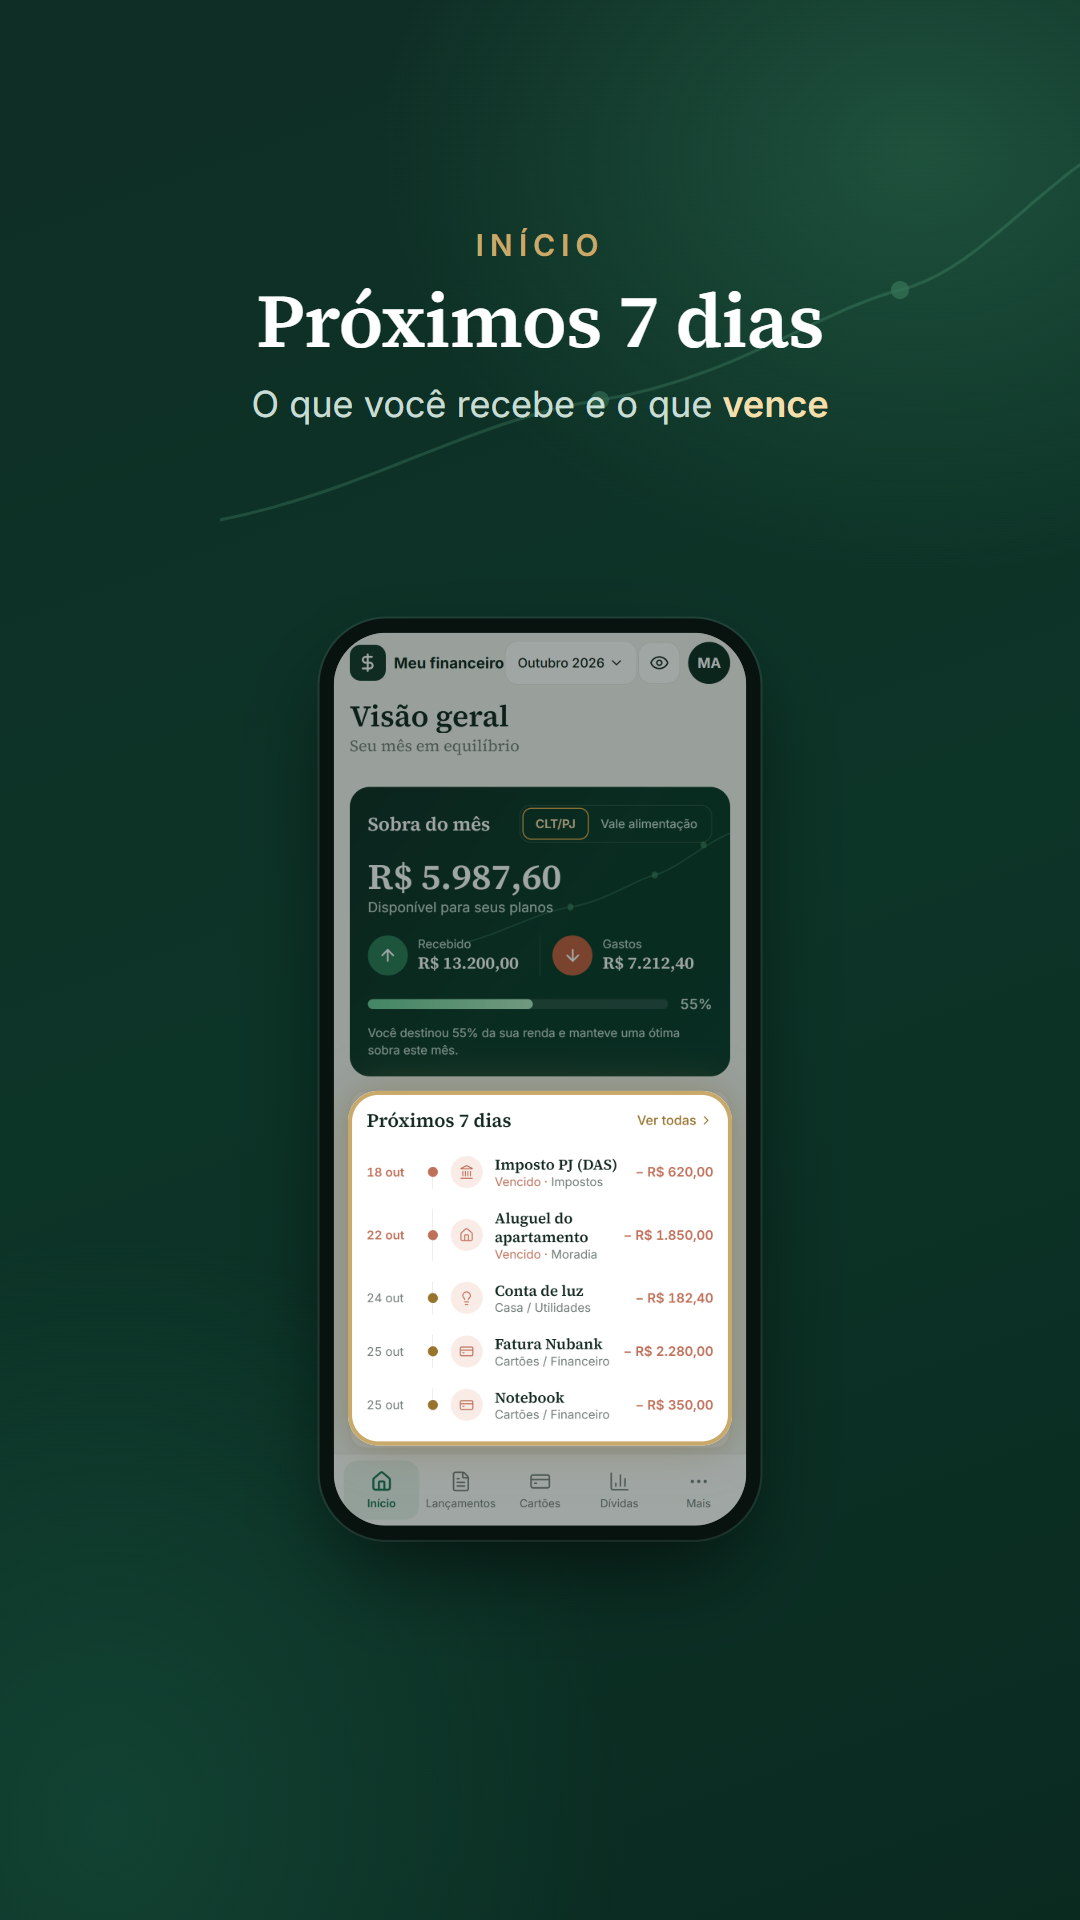 INÍCIO
Próximos 7 dias
O que você recebe e o que vence
Meu financeiro
Outubro 2026
MA
Visão geral
Seu mês em equilíbrio
Sobra do mês
CLT/PJ
Vale alimentação
R$ 5.987,60
Disponível para seus planos
Recebido
R$ 13.200,00
Gastos
R$ 7.212,40
55%
Você destinou 55% da sua renda e manteve uma ótima
sobra este mês.
Próximos 7 dias
Ver todas
18 out
Imposto PJ (DAS)
Vencido · Impostos
− R$ 620,00
22 out
Aluguel do
apartamento
Vencido · Moradia
− R$ 1.850,00
24 out
Conta de luz
Casa / Utilidades
− R$ 182,40
25 out
Fatura Nubank
Cartões / Financeiro
− R$ 2.280,00
25 out
Notebook
Cartões / Financeiro
− R$ 350,00
Início
Lançamentos
Cartões
Dívidas
Mais